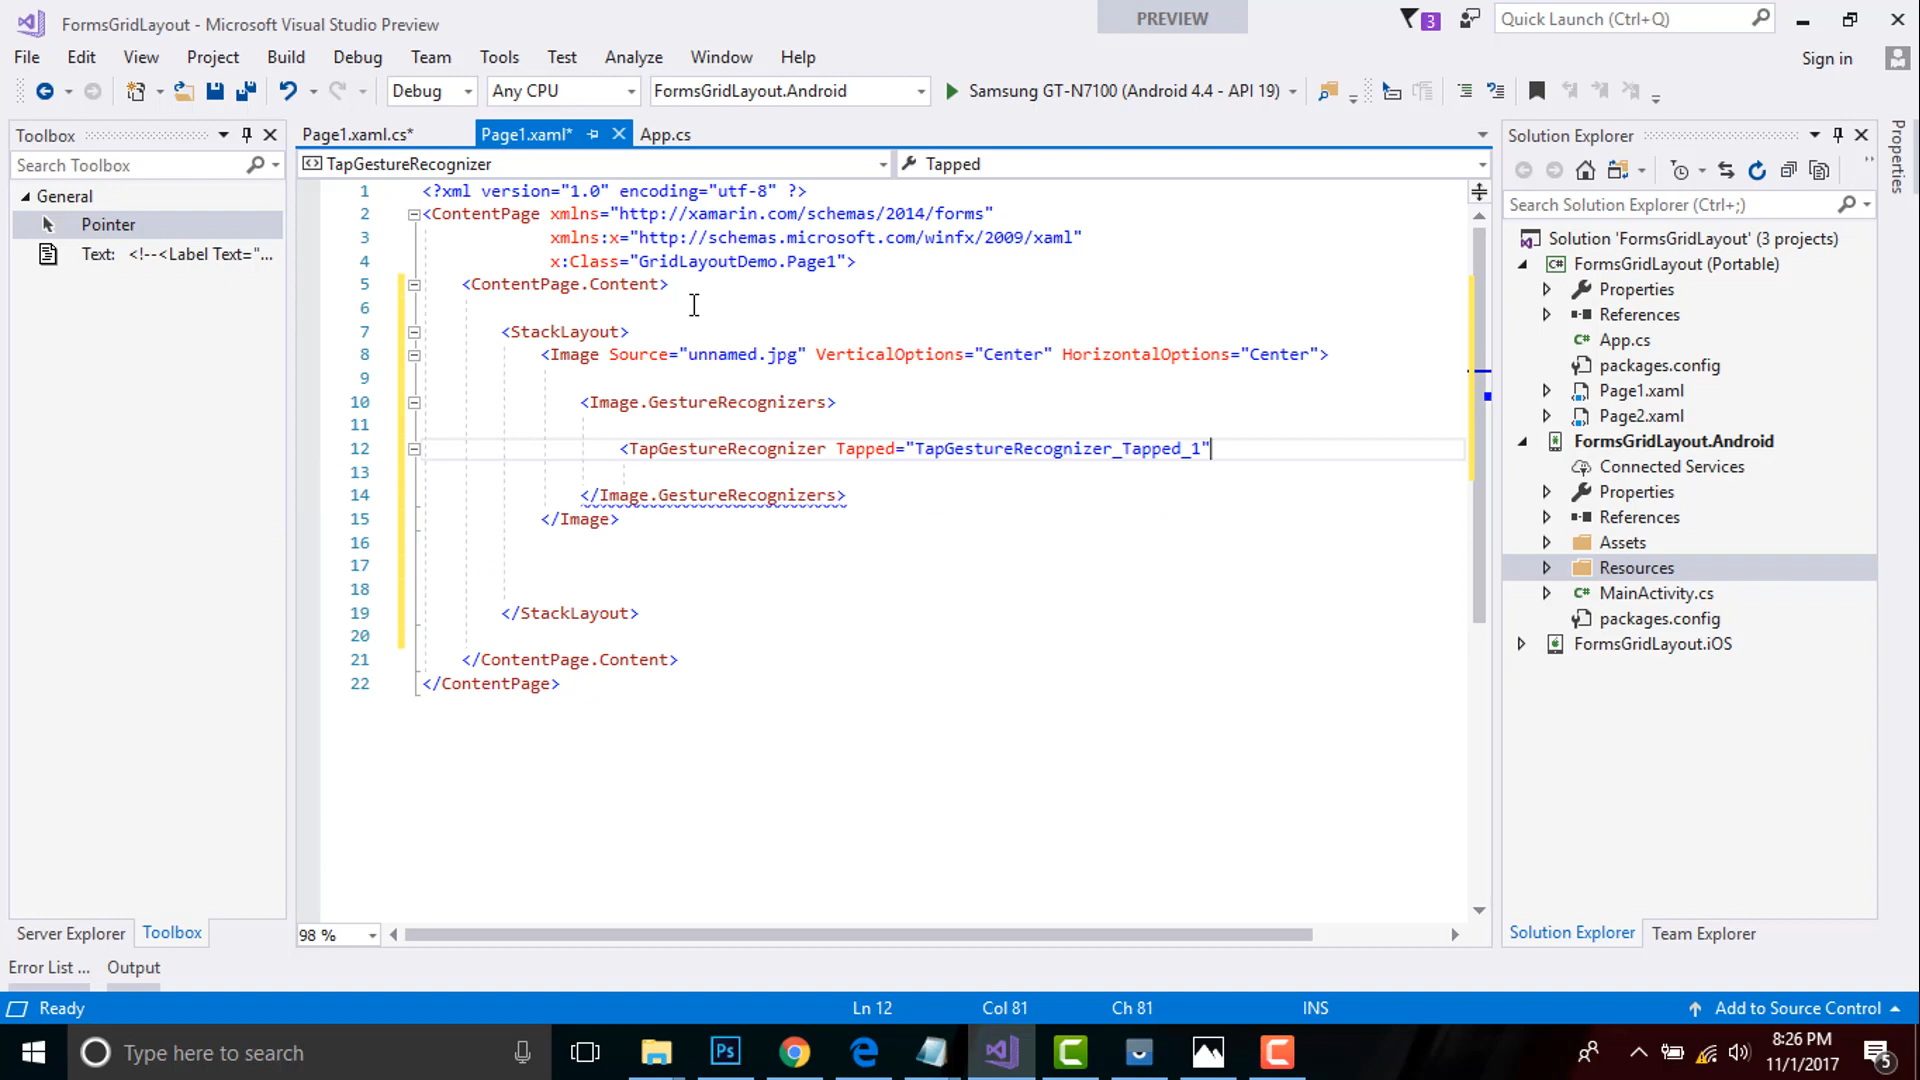 FormsGridLayout - Microsoft Visual Studio Preview
PREVIEW
3
Quick Launch (Ctrl+Q)
File Edit View Project Build Debug Team Tools Test Analyze Window Help
Sign in
Debug Any CPU FormsGridLayout.Android Samsung GT-N7100 (Android 4.4 - API 19)
Toolbox
Search Toolbox
General
Pointer
Text: <!--<Label Text="...
Page1.xaml.cs* Page1.xaml* App.cs
TapGestureRecognizer Tapped
1 <?xml version="1.0" encoding="utf-8" ?>
2 <ContentPage xmlns="http://xamarin.com/schemas/2014/forms"
3 xmlns:x="http://schemas.microsoft.com/winfx/2009/xaml"
4 x:Class="GridLayoutDemo.Page1">
5 <ContentPage.Content>
6
7 <StackLayout>
8 <Image Source="unnamed.jpg" VerticalOptions="Center" HorizontalOptions="Center">
9
10 <Image.GestureRecognizers>
11
12 <TapGestureRecognizer Tapped="TapGestureRecognizer_Tapped_1"
13
14 </Image.GestureRecognizers>
15 </Image>
16
17
18
19 </StackLayout>
20
21 </ContentPage.Content>
22 </ContentPage>
98 %
Solution Explorer
Search Solution Explorer (Ctrl+;)
Solution 'FormsGridLayout' (3 projects)
FormsGridLayout (Portable)
Properties
References
App.cs
packages.config
Page1.xaml
Page2.xaml
FormsGridLayout.Android
Connected Services
Properties
References
Assets
Resources
MainActivity.cs
packages.config
FormsGridLayout.iOS
Properties
Server Explorer Toolbox
Solution Explorer Team Explorer
Error List ... Output
Ready Ln 12 Col 81 Ch 81 INS Add to Source Control
Type here to search
Ps
8:26 PM
11/1/2017
5